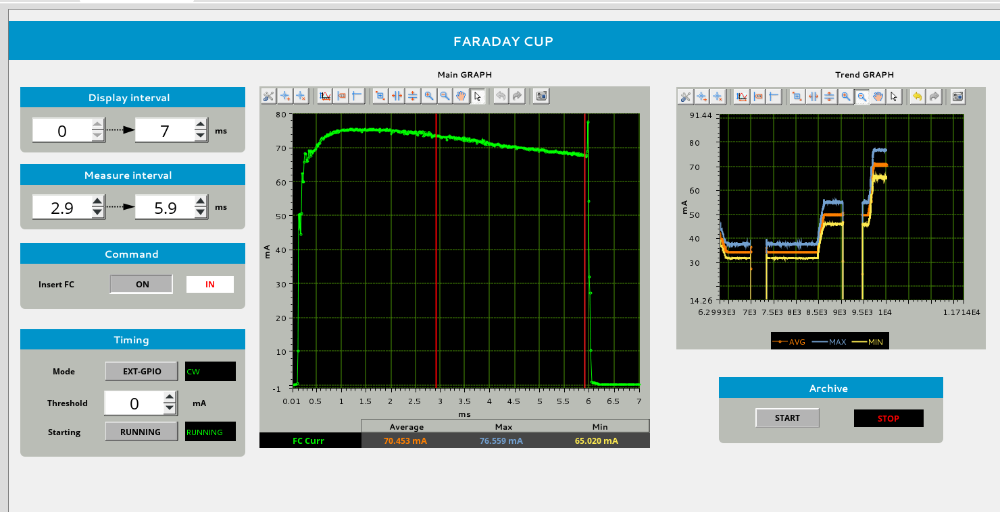 FARADAY CUP
Display interval
0 7 ms
Measure interval
2.9 5.9 ms
Command
Insert FC ON IN
Timing
Mode EXT-GPIO CW
Threshold 0 mA
Starting RUNNING RUNNING
Main GRAPH
80
70
60
50
40
30
20
10
-1
mA
0.01 0.5 1 1.5 2 2.5 3 3.5 4 4.5 5 5.5 6 6.5 7
ms
Average Max Min
FC Curr 70.453 mA 76.559 mA 65.020 mA
Trend GRAPH
91.44
80
70
60
50
40
30
14.26
mA
6.2993E3 7E3 7.5E3 8E3 8.5E3 9E3 9.5E3 1E4 1.1714E4
AVG MAX MIN
Archive
START STOP